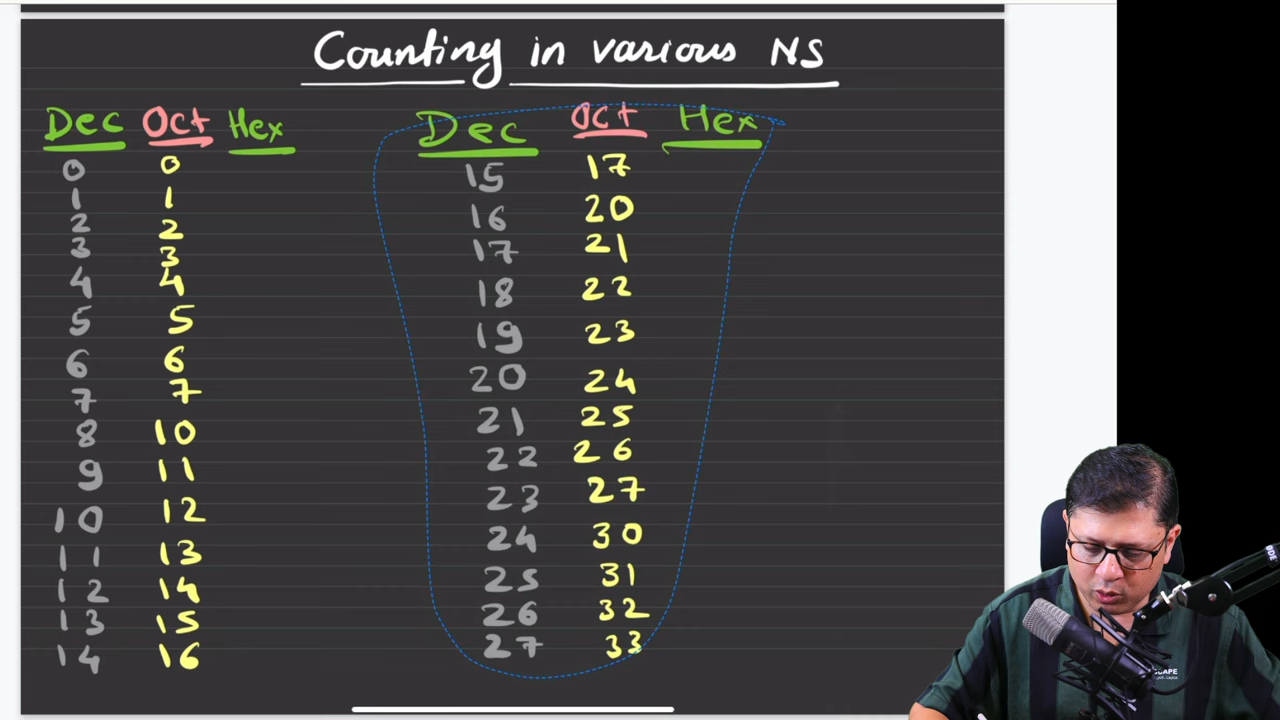 Counting in various NS
Dec Oct Hex Dec Oct Hex
0 0 15 17
1 1 16 20
2 2 17 21
3 3 18 22
4 4 19 23
5 5 20 24
6 6 21 25
7 7 22 26
8 10 23 27
9 11 24 30
10 12 25 31
11 13 26 32
12 14 27 33
13 15
14 16